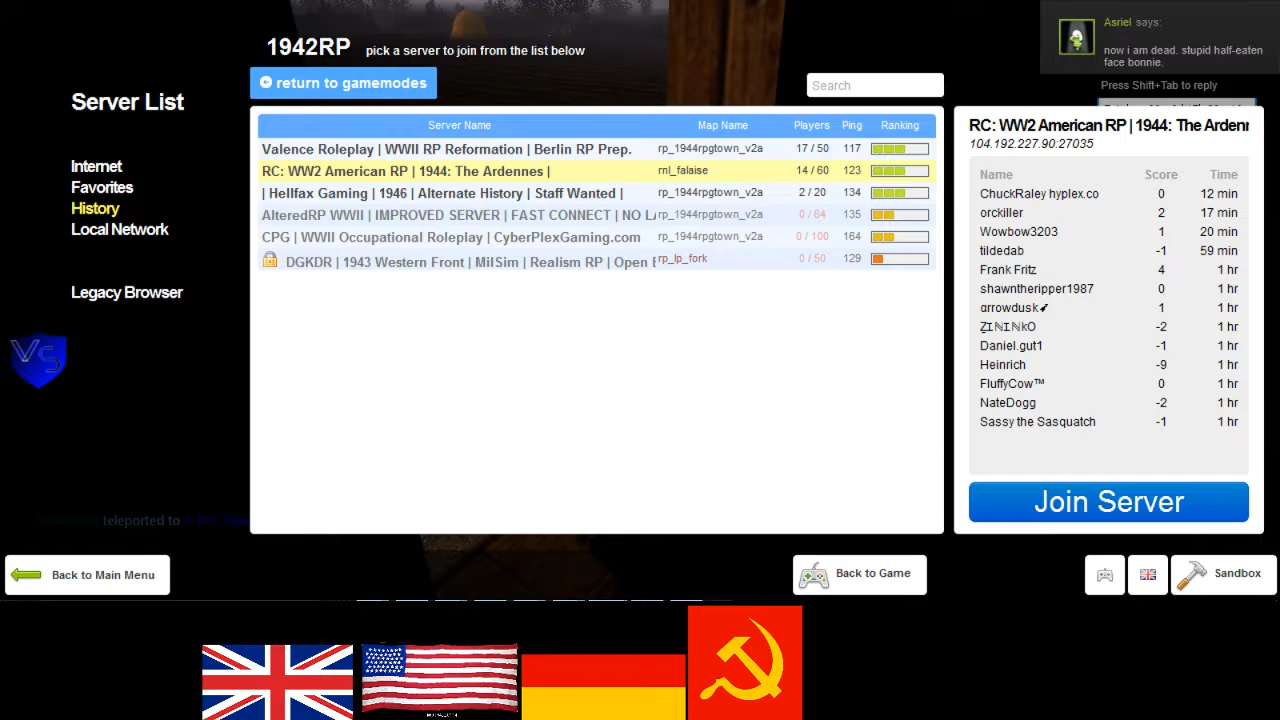 1942RP pick a server to join from the list below
return to gamemodes
Search
Asriel says:
now i am dead. stupid half-eaten
face bonnie.
Press Shift+Tab to reply
Server List
Internet
Favorites
History
Local Network
Legacy Browser
VS
Server Name Map Name Players Ping Ranking
Valence Roleplay | WWII RP Reformation | Berlin RP Prep. rp_1944rpgtown_v2a 17 / 50 117
RC: WW2 American RP | 1944: The Ardennes | rnl_falaise 14 / 60 123
| Hellfax Gaming | 1946 | Alternate History | Staff Wanted | rp_1944rpgtown_v2a 2 / 20 134
AlteredRP WWII | IMPROVED SERVER | FAST CONNECT | NO LA rp_1944rpgtown_v2a 0 / 64 135
CPG | WWII Occupational Roleplay | CyberPlexGaming.com rp_1944rpgtown_v2a 0 / 100 164
DGKDR | 1943 Western Front | MilSim | Realism RP | Open B rp_lp_fork 0 / 50 129
RC: WW2 American RP | 1944: The Ardenn
104.192.227.90:27035
Name Score Time
ChuckRaley hyplex.co 0 12 min
orckiller 2 17 min
Wowbow3203 1 20 min
tildedab -1 59 min
Frank Fritz 4 1 hr
shawntheripper1987 0 1 hr
αrrowdusk➶ 1 1 hr
ẔɪℕɪℕkO -2 1 hr
Daniel.gut1 -1 1 hr
Heinrich -9 1 hr
FluffyCow™ 0 1 hr
NateDogg -2 1 hr
Sassy the Sasquatch -1 1 hr
Join Server
teleported to
Back to Main Menu
Back to Game
Sandbox